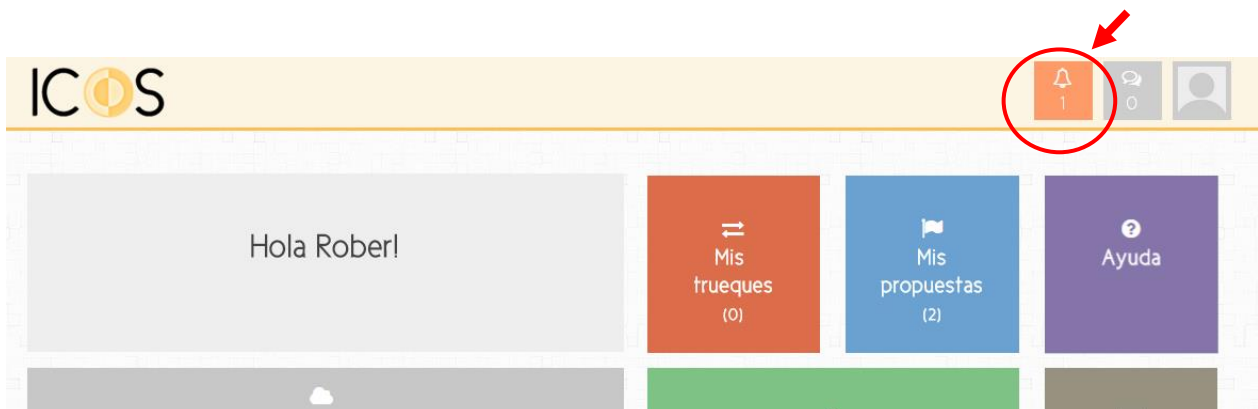 ICOS
1
0
Hola Rober!
Mis
trueques
(0)
Mis
propuestas
(2)
Ayuda